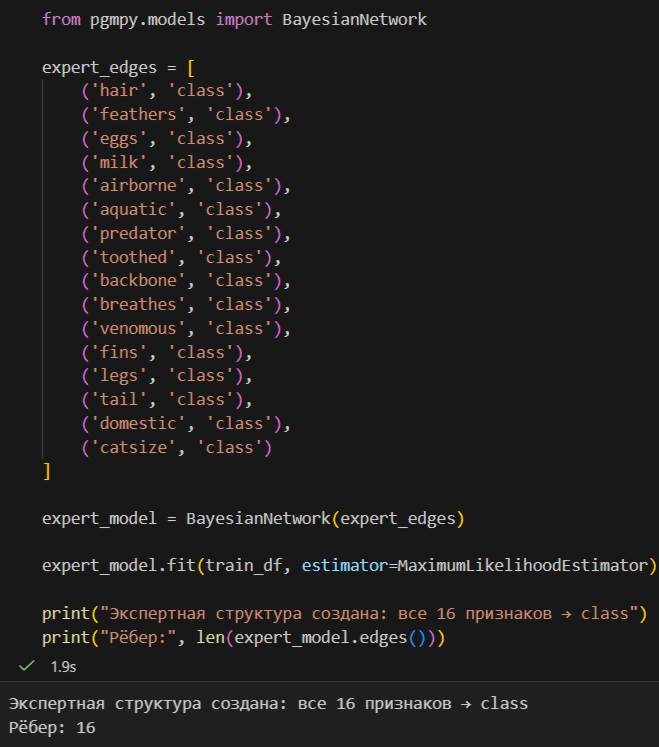 from pgmpy.models import BayesianNetwork
expert_edges = [
('hair', 'class'),
('feathers', 'class'),
('eggs', 'class'),
('milk', 'class'),
('airborne', 'class'),
('aquatic', 'class'),
('predator', 'class'),
('toothed', 'class'),
('backbone', 'class'),
('breathes', 'class'),
('venomous', 'class'),
('fins', 'class'),
('legs', 'class'),
('tail', 'class'),
('domestic', 'class'),
('catsize', 'class')
]
expert_model = BayesianNetwork(expert_edges)
expert_model.fit(train_df, estimator=MaximumLikelihoodEstimator)
print("Экспертная структура создана: все 16 признаков → class")
print("Рёбер:", len(expert_model.edges()))
1.9s
Экспертная структура создана: все 16 признаков → class
Рёбер: 16